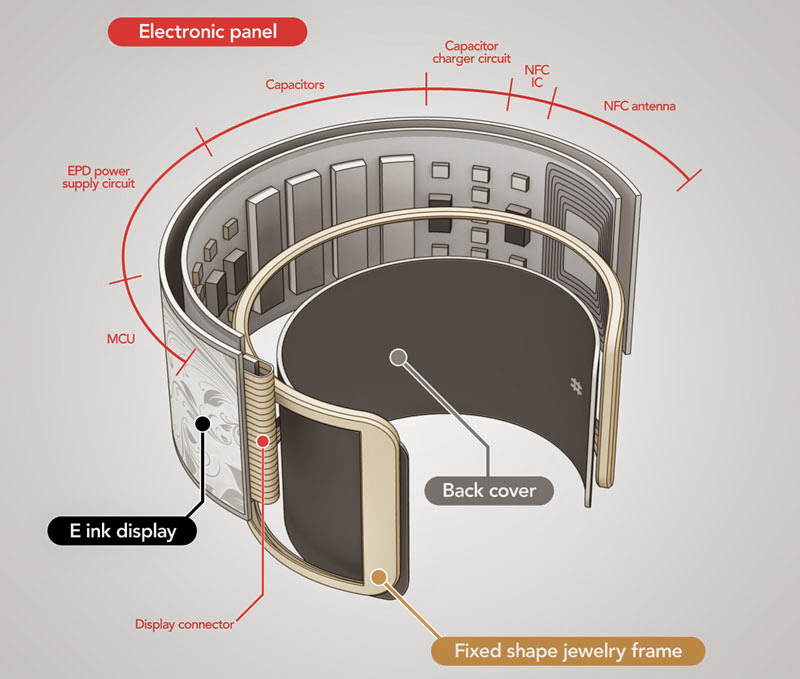 Electronic panel
Capacitor
charger circuit
NFC
IC
Capacitors
NFC antenna
EPD power
supply circuit
MCU
#
Back cover
E ink display
Display connector
Fixed shape jewelry frame